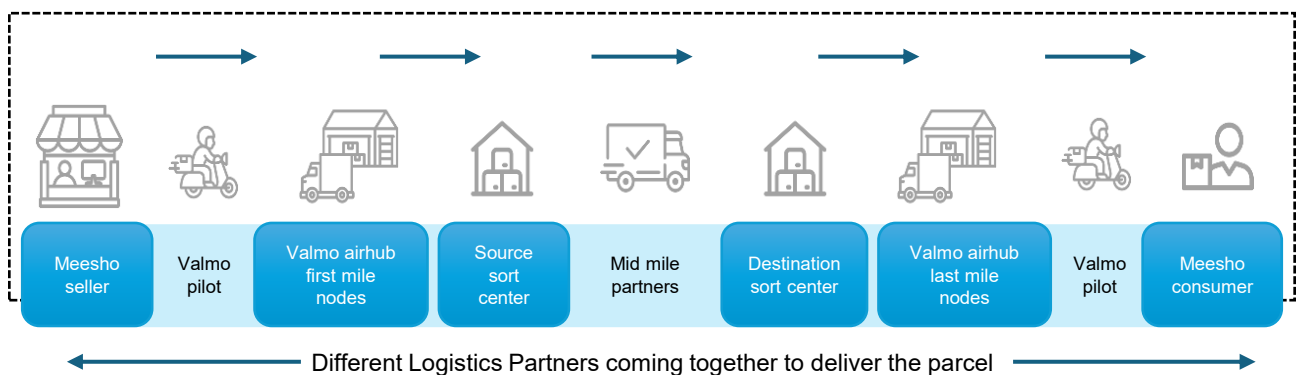 Meesho
seller
Valmo
pilot
Valmo airhub
first mile
nodes
Source
sort
center
Mid mile
partners
Destination
sort center
Valmo airhub
last mile
nodes
Valmo
pilot
Meesho
consumer
Different Logistics Partners coming together to deliver the parcel